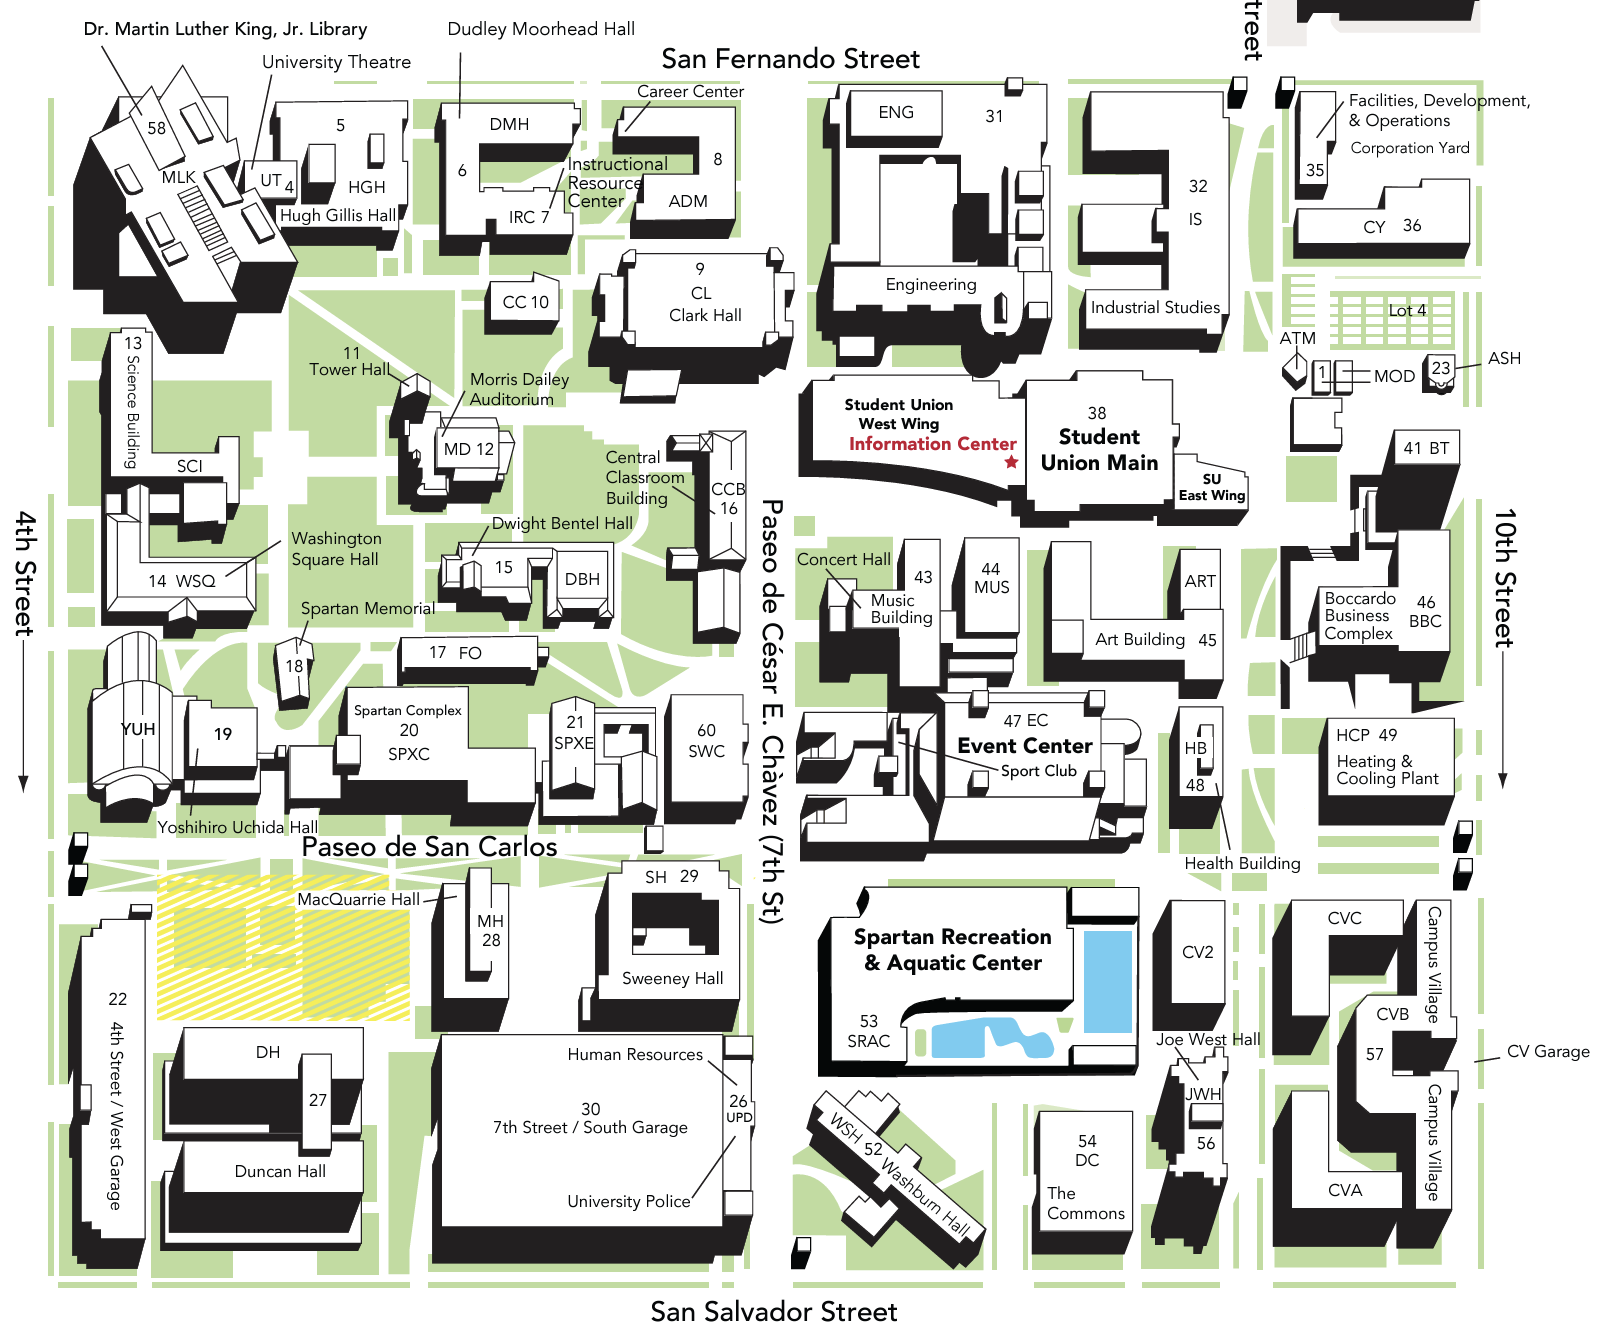 Dr. Martin Luther King, Jr. Library
University Theatre
Dudley Moorhead Hall
San Fernando Street
Street
Career Center
58
MLK
UT 4
5
HGH
Hugh Gillis Hall
DMH
6
Instructional
Resource
Center
IRC 7
8
ADM
ENG
31
Engineering
32
IS
Industrial Studies
Facilities, Development,
& Operations
Corporation Yard
35
CY 36
Lot 4
ATM
1
MOD
23
ASH
CC 10
9
CL
Clark Hall
11
Tower Hall
Morris Dailey
Auditorium
MD 12
13
Science Building
SCI
Student Union
West Wing
Information Center
38
Student
Union Main
SU
East Wing
41 BT
Central
Classroom
Building
CCB
16
4th Street
Washington
Square Hall
14 WSQ
Dwight Bentel Hall
15
DBH
Paseo de César E. Chàvez (7th St)
Concert Hall
43
Music
Building
44
MUS
ART
Art Building 45
Boccardo
Business
Complex
46
BBC
10th Street
Spartan Memorial
18
17 FO
YUH
19
Yoshihiro Uchida Hall
Spartan Complex
20
SPXC
21
SPXE
60
SWC
47 EC
Event Center
Sport Club
HB
48
Health Building
HCP 49
Heating &
Cooling Plant
Paseo de San Carlos
MacQuarrie Hall
MH
28
SH 29
Sweeney Hall
22
4th Street / West Garage
DH
27
Duncan Hall
Human Resources
30
7th Street / South Garage
26
UPD
University Police
Spartan Recreation
& Aquatic Center
53
SRAC
CV2
CVC
Campus Village
CVB
57
CV Garage
Campus Village
CVA
Joe West Hall
JWH
56
WSH 52 Washburn Hall
54
DC
The
Commons
San Salvador Street